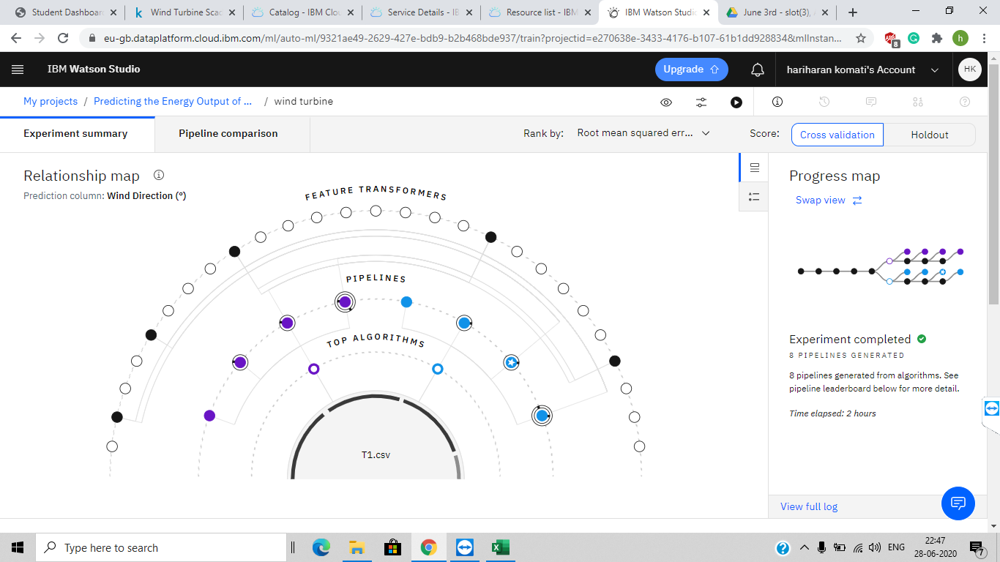 Student Dashboar
Wind Turbine Scad
Catalog - IBM Clou
Service Details - IB
Resource list - IBM
IBM Watson Studio
June 3rd - slot(3), A
eu-gb.dataplatform.cloud.ibm.com/ml/auto-ml/9321ae49-2629-427e-bdb9-b2b468bde937/train?projectid=e270638e-3433-4176-b107-61b1dd928834&mlInstan...
8
h
IBM Watson Studio
Upgrade
hariharan komati's Account
HK
My projects / Predicting the Energy Output of ... / wind turbine
Experiment summary
Pipeline comparison
Rank by: Root mean squared err...
Score: Cross validation Holdout
Relationship map
Prediction column: Wind Direction (°)
FEATURE TRANSFORMERS
PIPELINES
TOP ALGORITHMS
T1.csv
Progress map
Swap view
Experiment completed
8 PIPELINES GENERATED
8 pipelines generated from algorithms. See
pipeline leaderboard below for more detail.
Time elapsed: 2 hours
View full log
Type here to search
ENG
22:47
28-06-2020
7